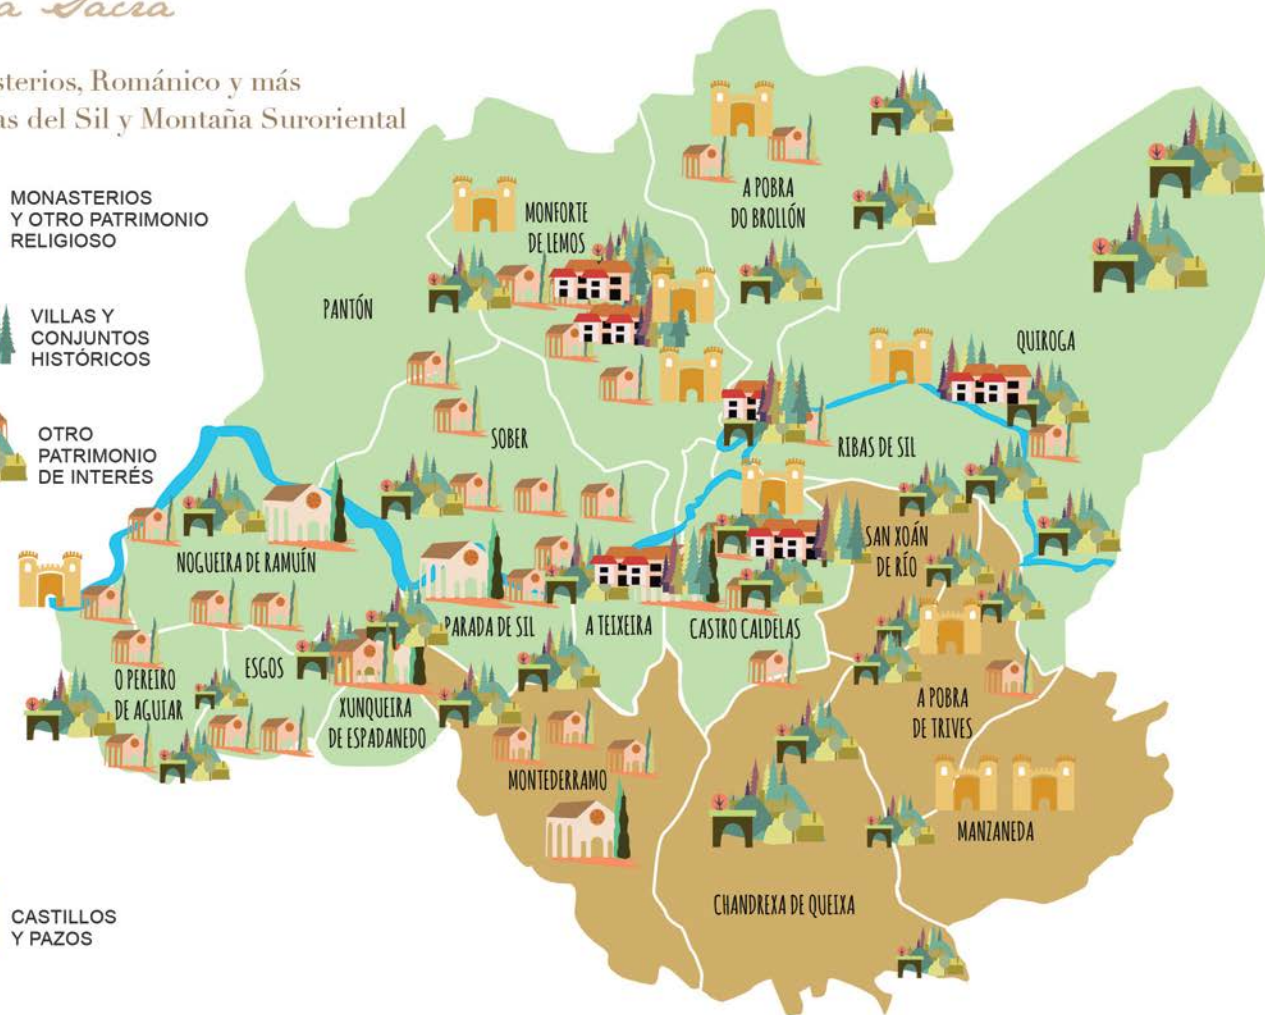 a Sacra
sterios, Románico y más
as del Sil y Montaña Suroriental
MONASTERIOS
Y OTRO PATRIMONIO
RELIGIOSO
VILLAS Y
CONJUNTOS
HISTÓRICOS
OTRO
PATRIMONIO
DE INTERÉS
CASTILLOS
Y PAZOS
A POBRA
DO BROLLÓN
MONFORTE
DE LEMOS
PANTÓN
QUIROGA
SOBER
RIBAS DE SIL
NOGUEIRA DE RAMUÍN
SAN XOÁN
DE RÍO
PARADA DE SIL
A TEIXEIRA
CASTRO CALDELAS
ESGOS
O PEREIRO
DE AGUIAR
XUNQUEIRA
DE ESPADANEDO
A POBRA
DE TRIVES
MONTEDERRAMO
MANZANEDA
CHANDREXA DE QUEIXA